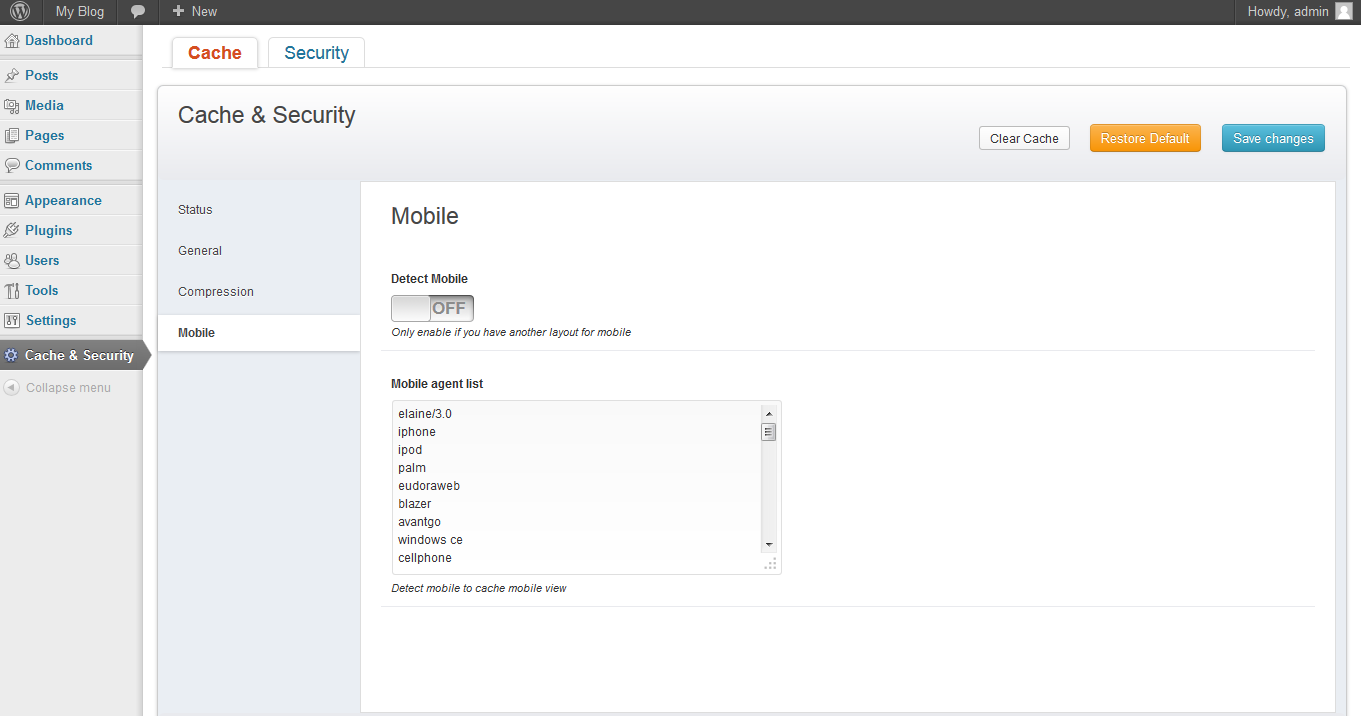 My Blog
New
Howdy, admin
Dashboard
Posts
Media
Pages
Comments
Appearance
Plugins
Users
Tools
Settings
Cache & Security
Collapse menu
Cache
Security
Cache & Security
Clear Cache
Restore Default
Save changes
Status
General
Compression
Mobile
Mobile
Detect Mobile
OFF
Only enable if you have another layout for mobile
Mobile agent list
elaine/3.0
iphone
ipod
palm
eudoraweb
blazer
avantgo
windows ce
cellphone
Detect mobile to cache mobile view